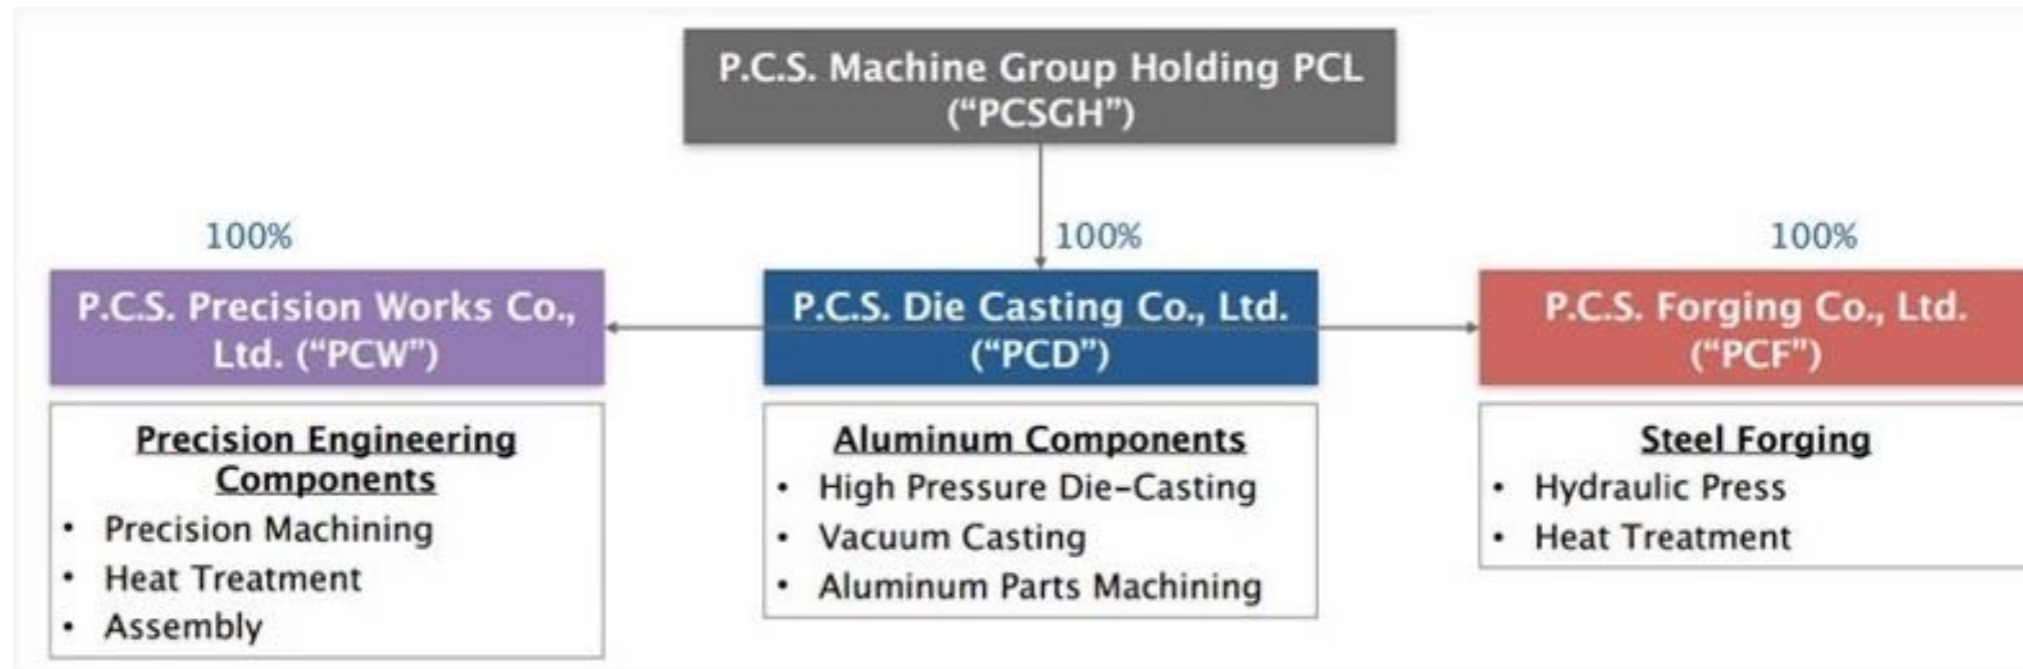 P.C.S. Machine Group Holding PCL
(“PCSGH”)
100%
100%
100%
P.C.S. Precision Works Co.,
Ltd. (“PCW”)
P.C.S. Die Casting Co., Ltd.
(“PCD”)
P.C.S. Forging Co., Ltd.
(“PCF”)
Precision Engineering
Components
• Precision Machining
• Heat Treatment
• Assembly
Aluminum Components
• High Pressure Die-Casting
• Vacuum Casting
• Aluminum Parts Machining
Steel Forging
• Hydraulic Press
• Heat Treatment